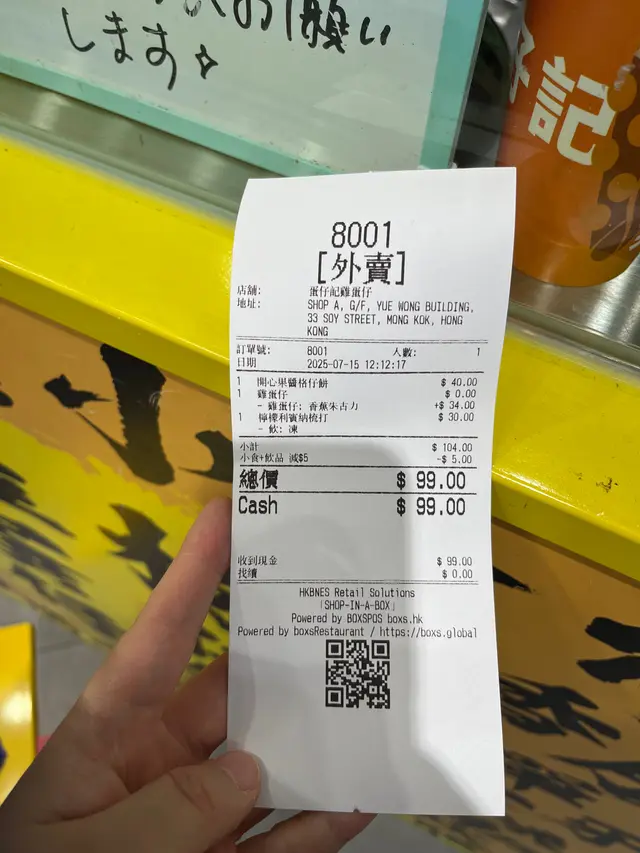 お願い
します
記
8001
[外賣]
店舖: 蛋仔記雞蛋仔
地址: SHOP A, G/F, YUE WONG BUILDING,
33 SOY STREET, MONG KOK, HONG
KONG
訂單號: 8001 人數: 1
日期 2025-07-15 12:12:17
1 開心果醬格仔餅 $ 40.00
1 雞蛋仔 $ 0.00
- 雞蛋仔: 香蕉朱古力 +$ 34.00
1 檸檬利賓納梳打 $ 30.00
- 飲: 凍
小計 $ 104.00
小食+飲品 減$5 -$ 5.00
總價 $ 99.00
Cash $ 99.00
收到現金 $ 99.00
找續 $ 0.00
HKBNES Retail Solutions
「SHOP-IN-A-BOX」
Powered by BOXSPOS boxs.hk
Powered by boxsRestaurant / https://boxs.global